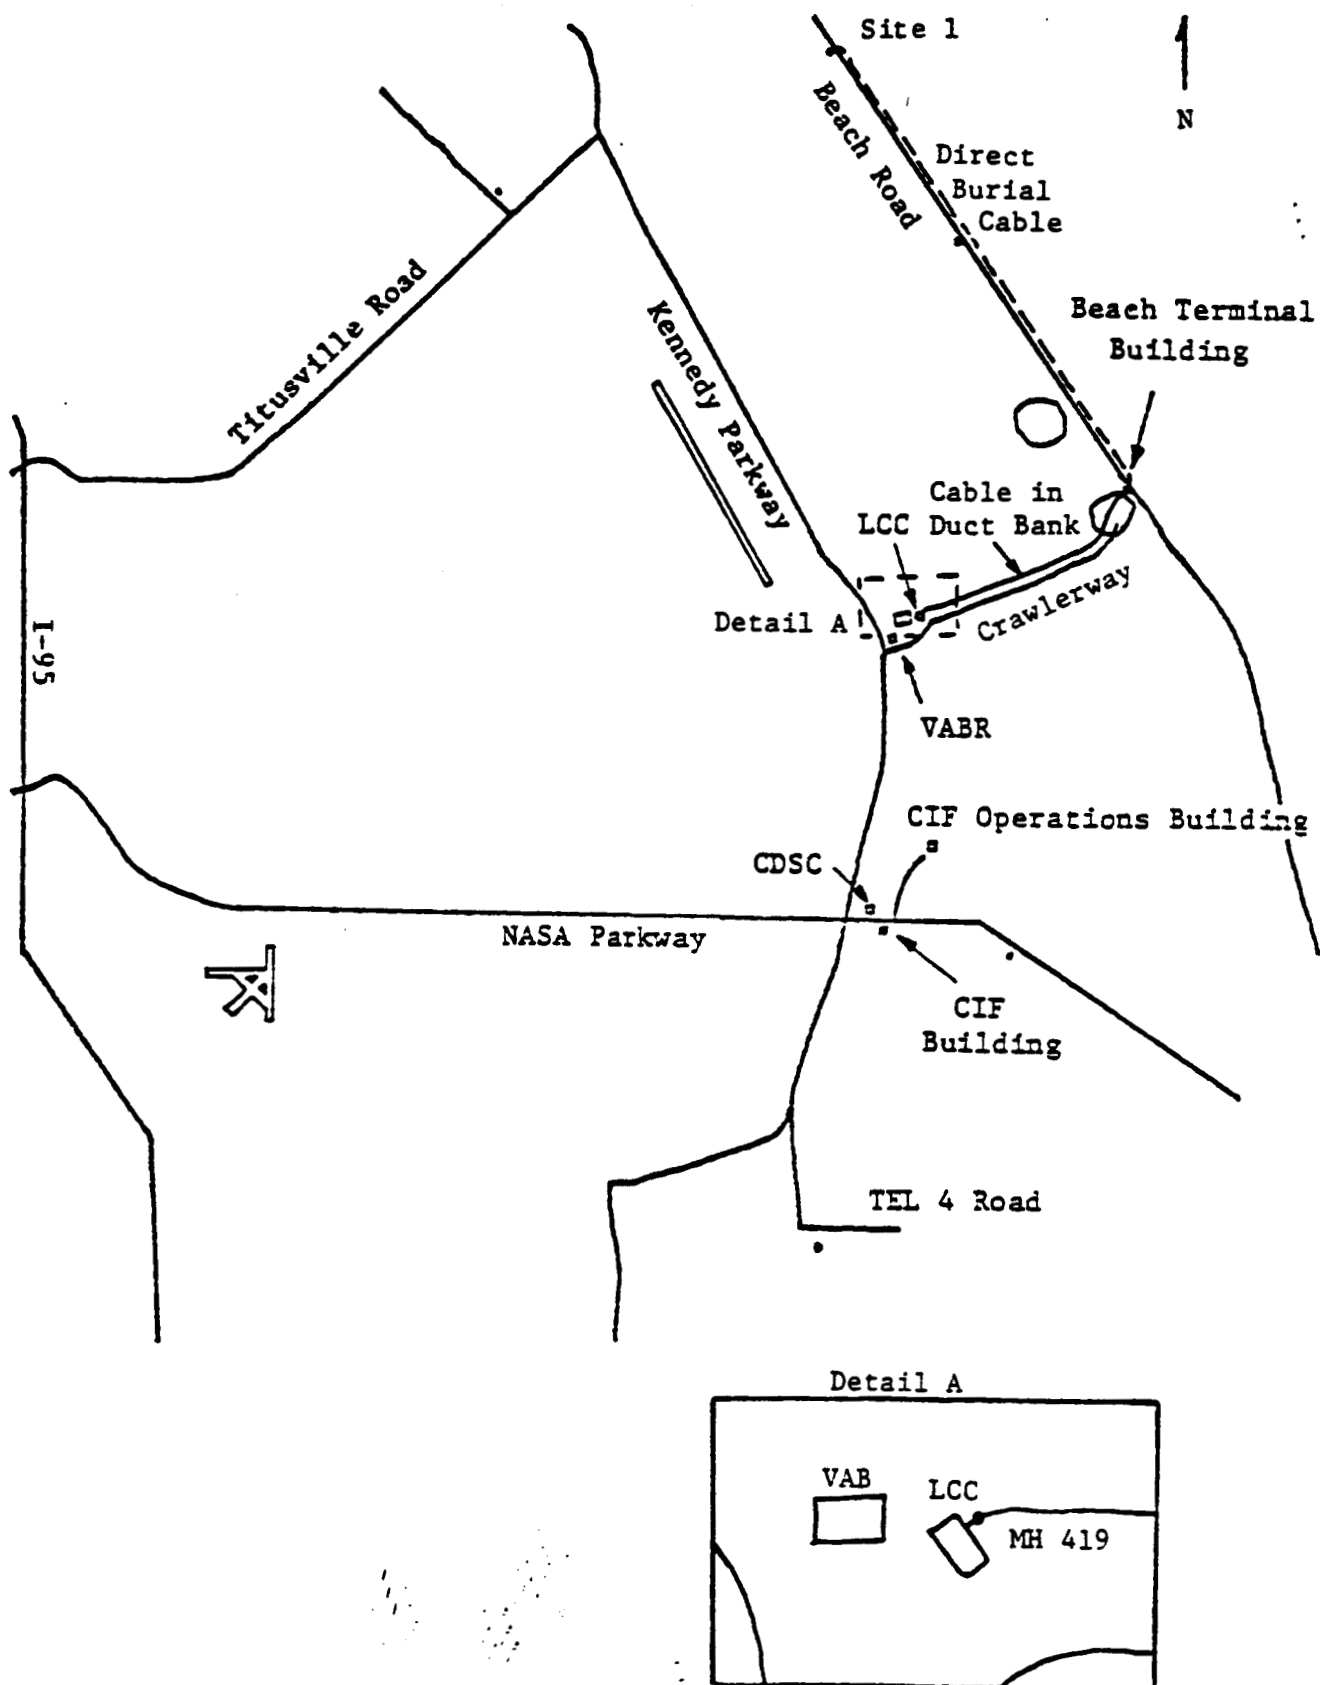 Site 1
N
Beach Road
Direct
Burial
Cable
Titusville Road
Kennedy Parkway
Beach Terminal
Building
Cable in
Duct Bank
LCC
Detail A
Crawlerway
I-95
VABR
CIF Operations Building
CDSC
NASA Parkway
CIF
Building
TEL 4 Road
Detail A
VAB
LCC
MH 419